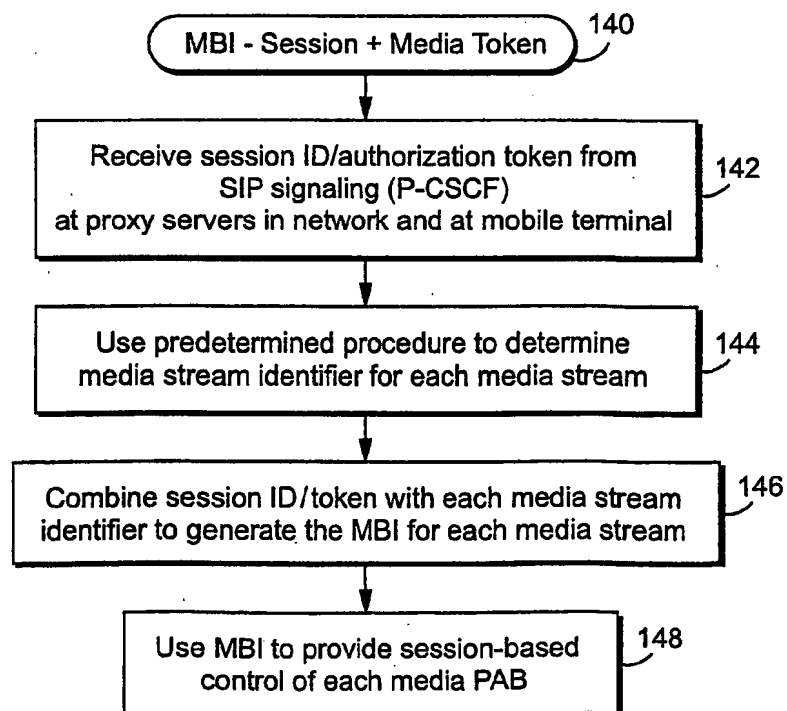 MBI - Session + Media Token
140
Receive session ID/authorization token from
SIP signaling (P-CSCF)
at proxy servers in network and at mobile terminal
142
Use predetermined procedure to determine
media stream identifier for each media stream
144
Combine session ID/token with each media stream
identifier to generate the MBI for each media stream
146
Use MBI to provide session-based
control of each media PAB
148